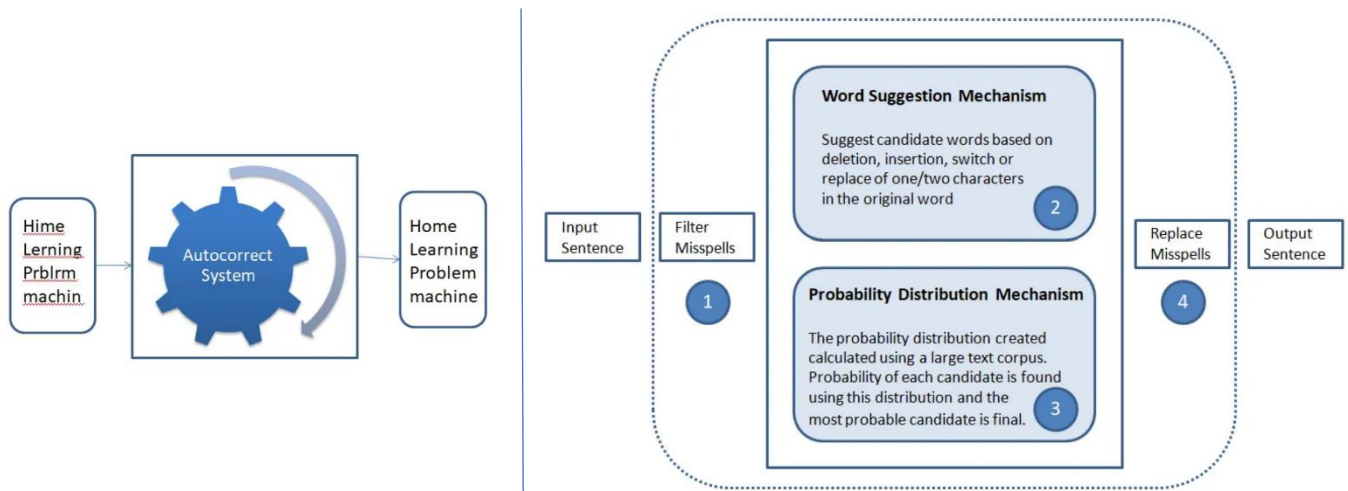 Hime
Lerning
Prblrm
machin
Autocorrect
System
Home
Learning
Problem
machine
Input
Sentence
Filter
Misspells
1
Word Suggestion Mechanism
Suggest candidate words based on
deletion, insertion, switch or
replace of one/two characters
in the original word
2
Probability Distribution Mechanism
The probability distribution created
calculated using a large text corpus.
Probability of each candidate is found
using this distribution and the
most probable candidate is final.
3
Replace
Misspells
4
Output
Sentence